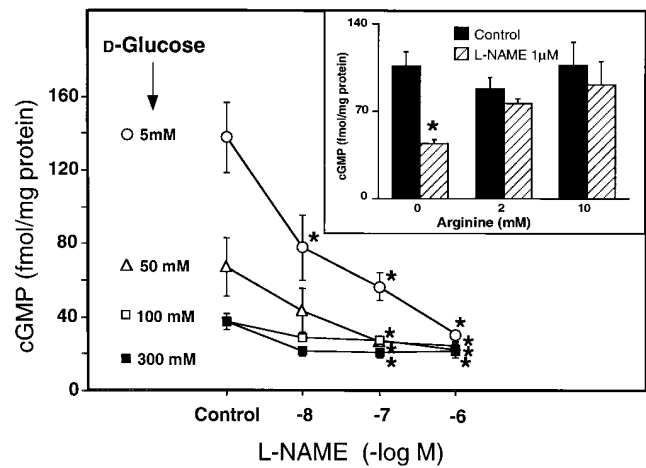 D-Glucose
5mM
50 mM
100 mM
300 mM
cGMP (fmol/mg protein)
160
120
80
40
0
Control
-8
-7
-6
L-NAME (-log M)
*
*
*
*
*
*
*
*
*
Control
L-NAME 1µM
cGMP (fmol/mg protein)
140
70
0
*
0
2
10
Arginine (mM)